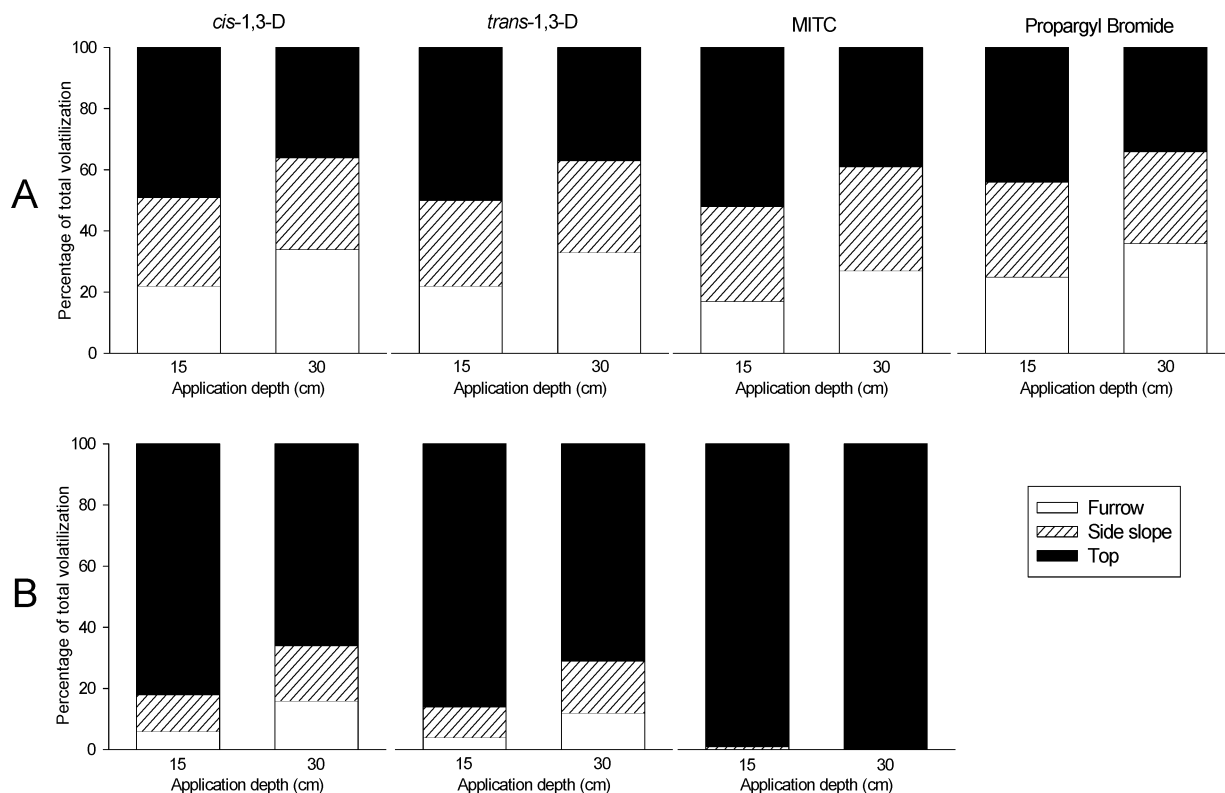 cis-1,3-D
trans-1,3-D
MITC
Propargyl Bromide
A
Percentage of total volatilization
100
80
60
40
20
0
15 30
Application depth (cm)
15 30
Application depth (cm)
15 30
Application depth (cm)
15 30
Application depth (cm)
B
Percentage of total volatilization
100
80
60
40
20
0
15 30
Application depth (cm)
15 30
Application depth (cm)
15 30
Application depth (cm)
Furrow
Side slope
Top